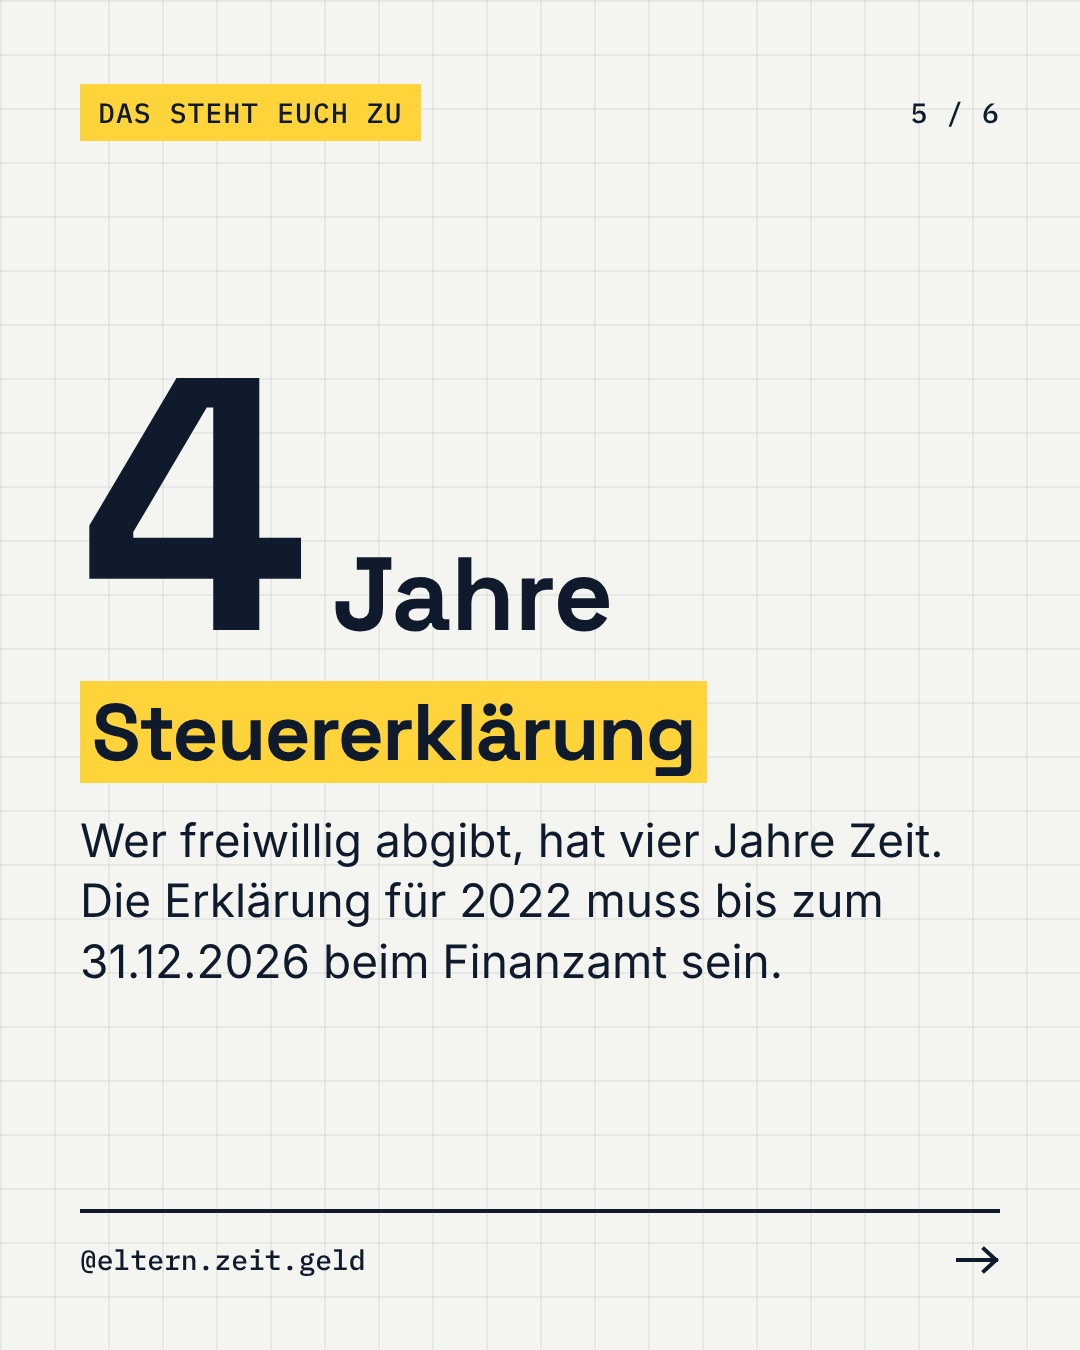 DAS STEHT EUCH ZU
5 / 6
4 Jahre
Steuererklärung
Wer freiwillig abgibt, hat vier Jahre Zeit.
Die Erklärung für 2022 muss bis zum
31.12.2026 beim Finanzamt sein.
@eltern.zeit.geld